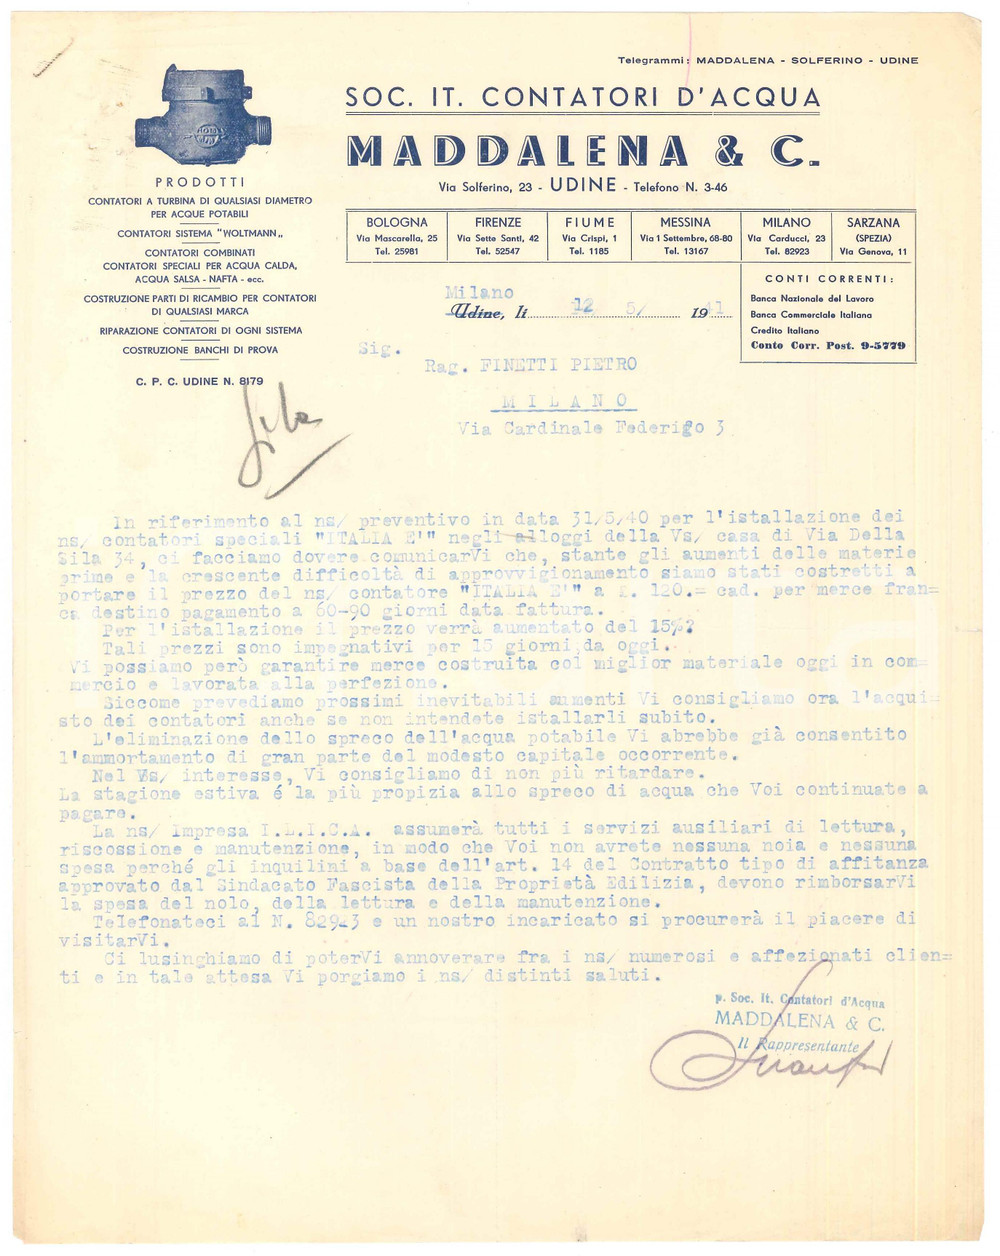 Telegrammi: MADDALENA - SOLFERINO - UDINE
SOC. IT. CONTATORI D'ACQUA
MADDALENA & C.
Via Solferino, 23 - UDINE - Telefono N. 3-46
PRODOTTI
CONTATORI A TURBINA DI QUALSIASI DIAMETRO
PER ACQUE POTABILI
CONTATORI SISTEMA "WOLTMANN„
CONTATORI COMBINATI
CONTATORI SPECIALI PER ACQUA CALDA,
ACQUA SALSA - NAFTA - ecc.
COSTRUZIONE PARTI DI RICAMBIO PER CONTATORI
DI QUALSIASI MARCA
RIPARAZIONE CONTATORI DI OGNI SISTEMA
COSTRUZIONE BANCHI DI PROVA
C. P. C. UDINE N. 8179
BOLOGNA
Via Mascarella, 25
Tel. 25981
FIRENZE
Via Sette Santi, 42
Tel. 52547
FIUME
Via Crispi, 1
Tel. 1185
MESSINA
Via 1 Settembre, 68-80
Tel. 13167
MILANO
Via Carducci, 23
Tel. 82923
SARZANA
(SPEZIA)
Via Genova, 11
CONTI CORRENTI:
Banca Nazionale del Lavoro
Banca Commerciale Italiana
Credito Italiano
Conto Corr. Post. 9-5779
Milano
Udine, li 12 5/ 1941
Sig.
Rag. FINETTI PIETRO
MILANO
Via Cardinale Federigo 3
Sila
In riferimento al ns/ preventivo in data 31/5/40 per l'istallazione dei
ns/ contatori speciali "ITALIA E'" negli alloggi della Vs/ casa di Via Della
Sila 34, ci facciamo dovere comunicarVi che, stante gli aumenti delle materie
prime e la crescente difficoltà di approvvigionamento siamo stati costretti a
portare il prezzo del ns/ contatore "ITALIA E'" a £. 120.= cad. per merce fran=
ca destino pagamento a 60-90 giorni data fattura.
Per l'istallazione il prezzo verrà aumentato del 15%?
Tali prezzi sono impegnativi per 15 giorni da oggi.
Vi possiamo però garantire merce costruita col miglior materiale oggi in com=
mercio e lavorata alla perfezione.
Siccome prevediamo prossimi inevitabili aumenti Vi consigliamo ora l'acqui=
sto dei contatori anche se non intendete istallarli subito.
L'eliminazione dello spreco dell'acqua potabile Vi abrebbe già consentito
l'ammortamento di gran parte del modesto capitale occorrente.
Nel Vs/ interesse, Vi consigliamo di non più ritardare.
La stagione estiva é la più propizia allo spreco di acqua che Voi continuate a
pagare.
La ns/ Impresa I.L.I.C.A. assumerà tutti i servizi ausiliari di lettura,
riscossione e manutenzione, in modo che Voi non avrete nessuna noia e nessuna
spesa perché gli inquilini a base dell'art. 14 del Contratto tipo di affitanza
approvato dal Sindacato Fascista della Proprietà Edilizia, devono rimborsarVi
la spesa del nolo, della lettura e della manutenzione.
Telefonateci al N. 82923 e un nostro incaricato si procurerà il piacere di
visitarVi.
Ci lusinghiamo di poterVi annoverare fra i ns/ numerosi e affezionati clien=
ti e in tale attesa Vi porgiamo i ns/ distinti saluti.
p. Soc. It. Contatori d'Acqua
MADDALENA & C.
Il Rappresentante